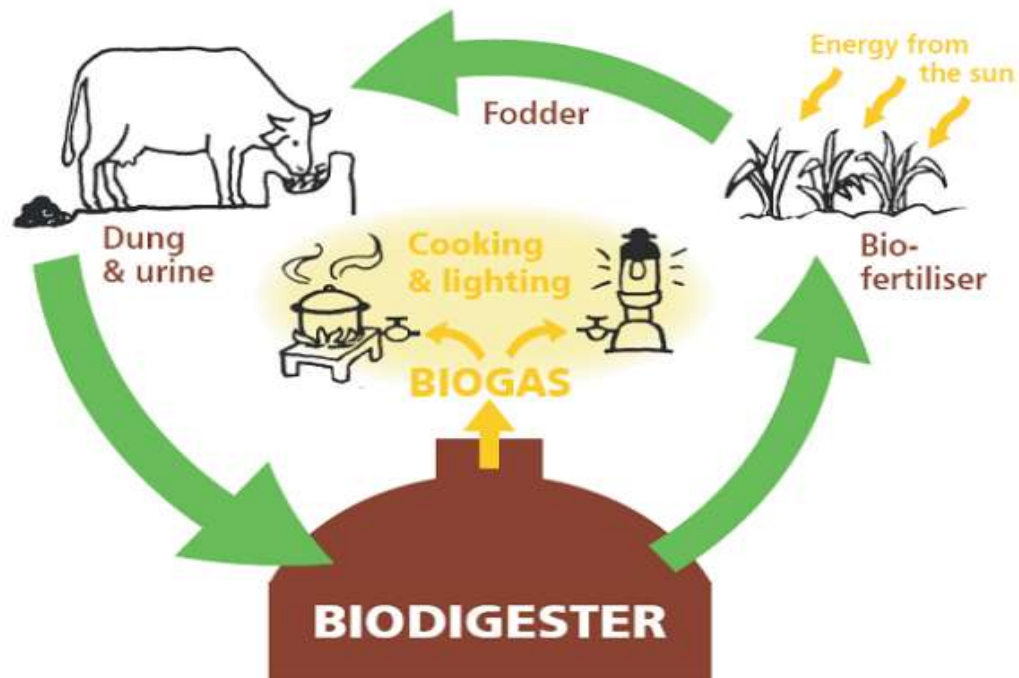 Energy from
the sun
Fodder
Dung
& urine
Cooking
& lighting
Bio-
fertiliser
BIOGAS
BIODIGESTER